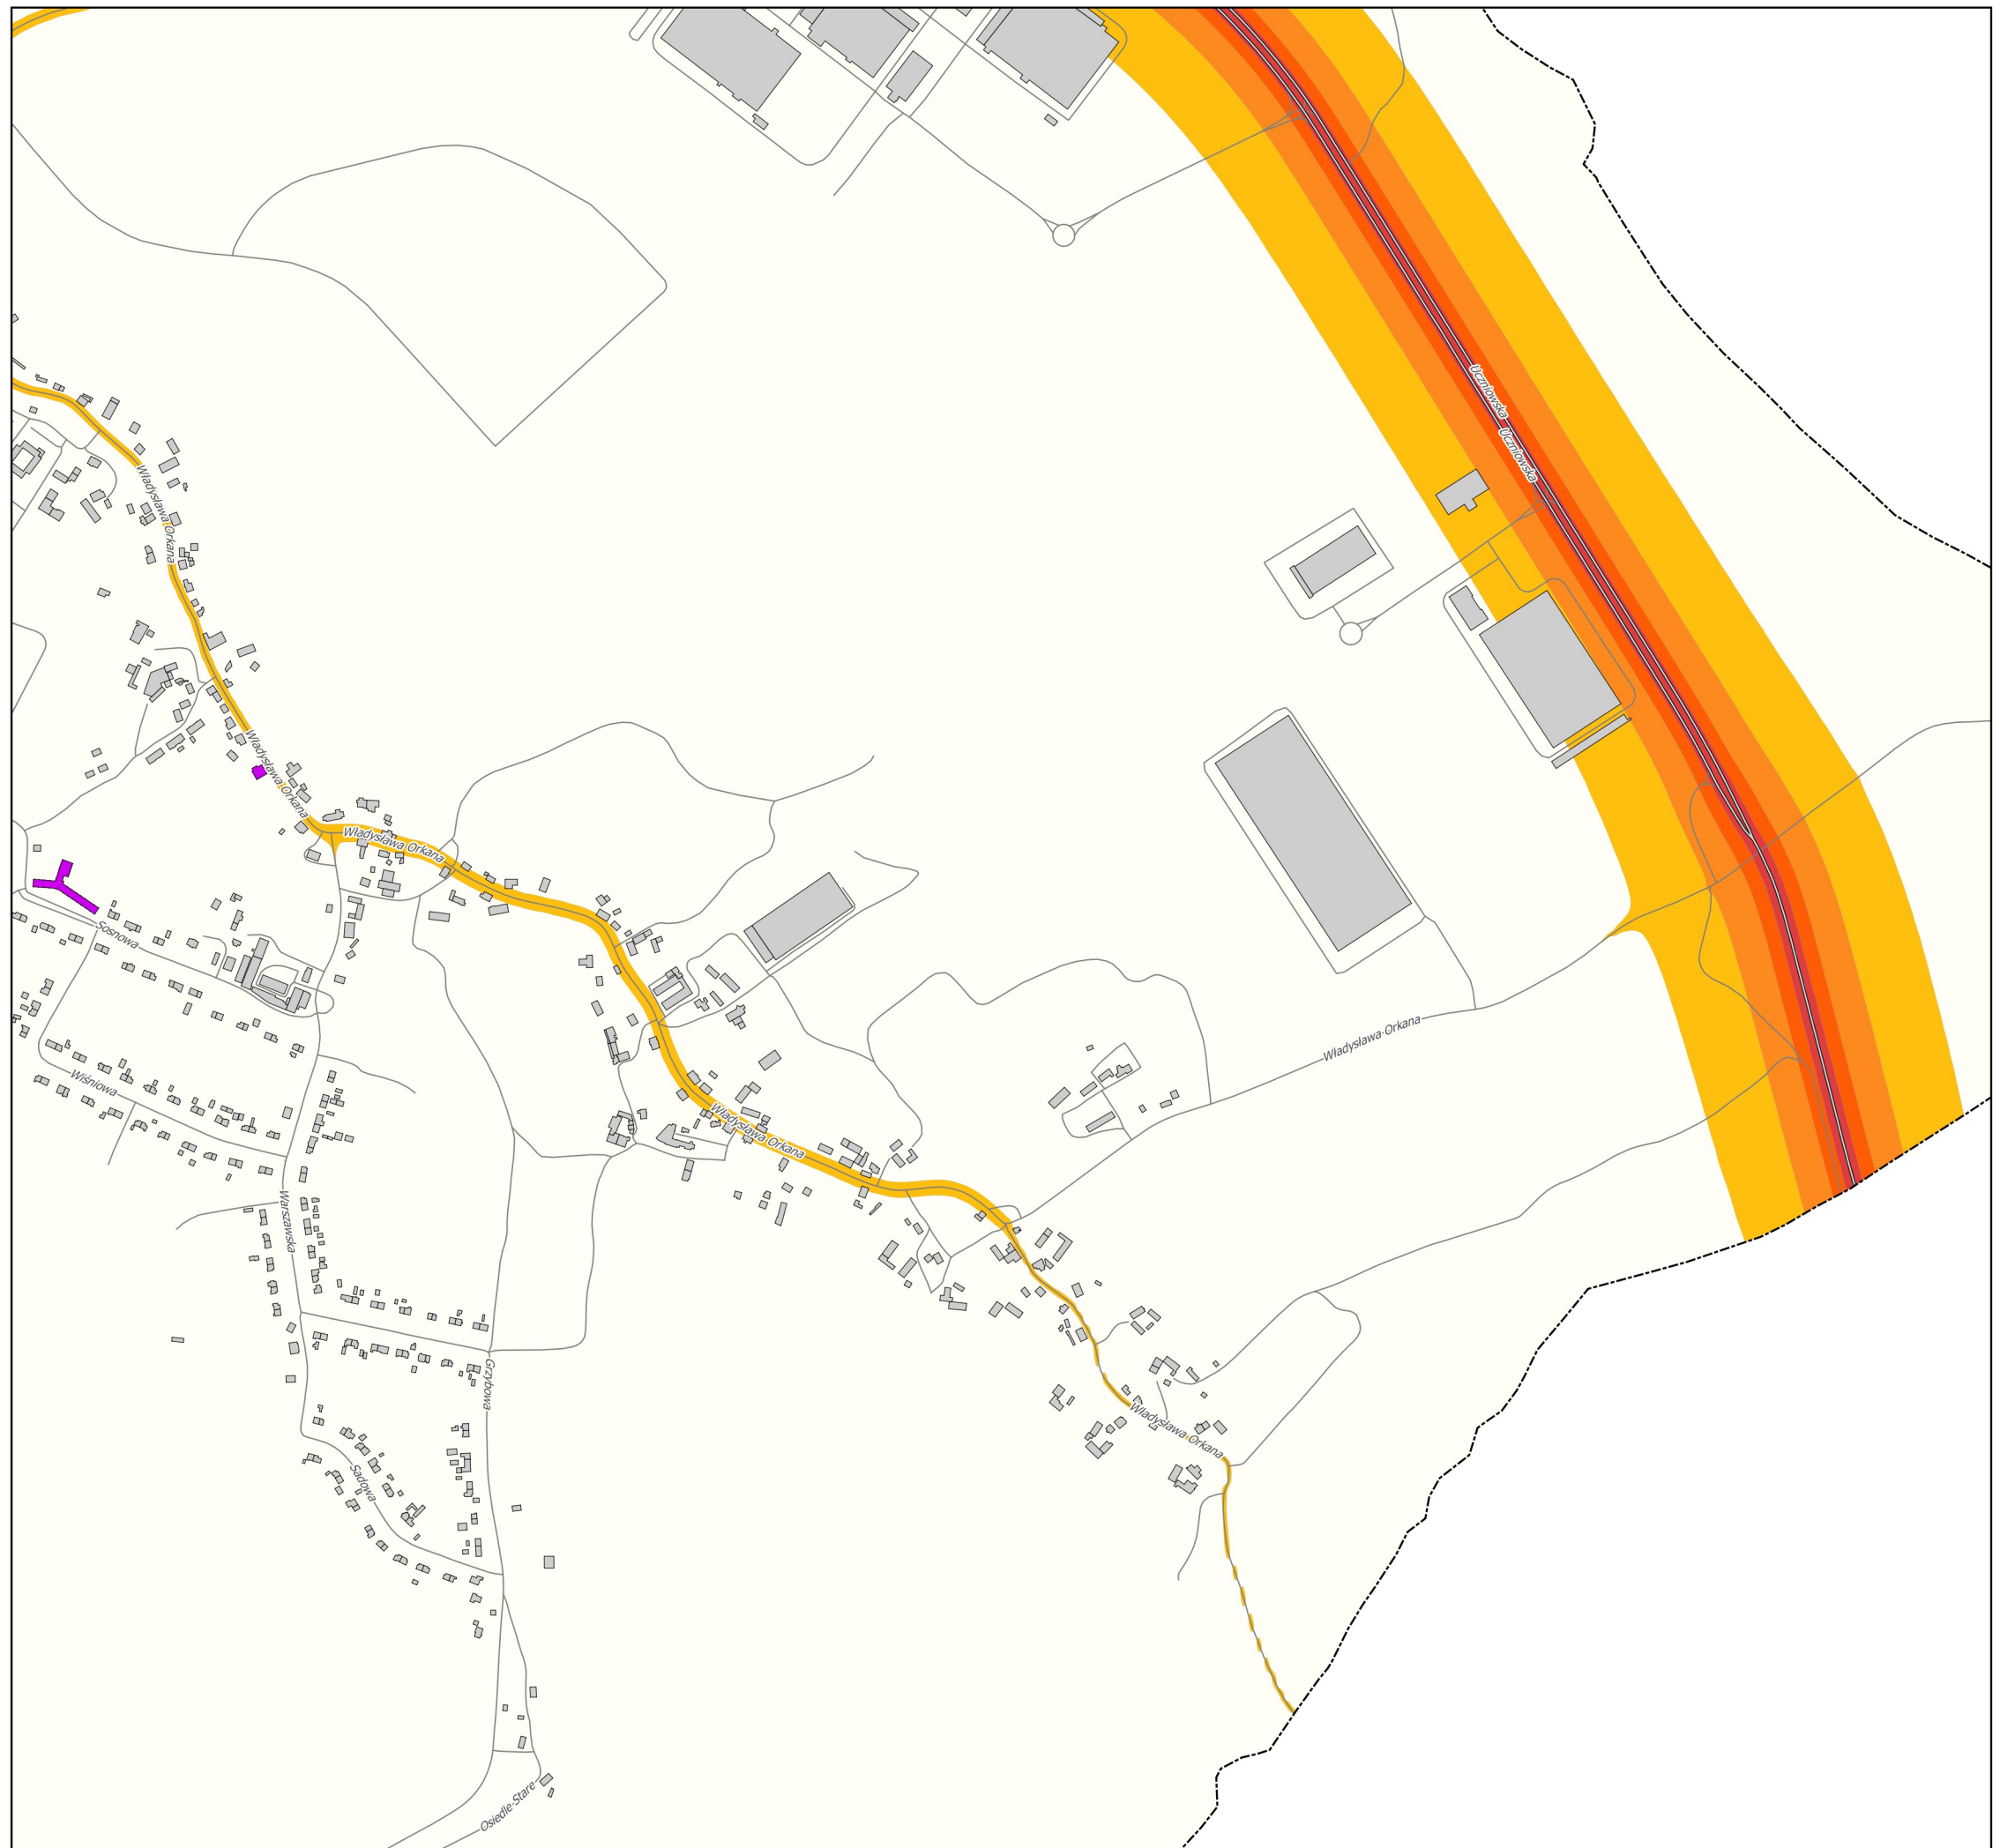 Uczniowska
Uczniowska
Władysława Orkana
Władysława Orkana
Władysława Orkana
Sosnowa
Władysława Orkana
Wiśniowa
Władysława Orkana
Warszawska
Grzybowa
Władysława Orkana
Sadowa
Osiedle Stare